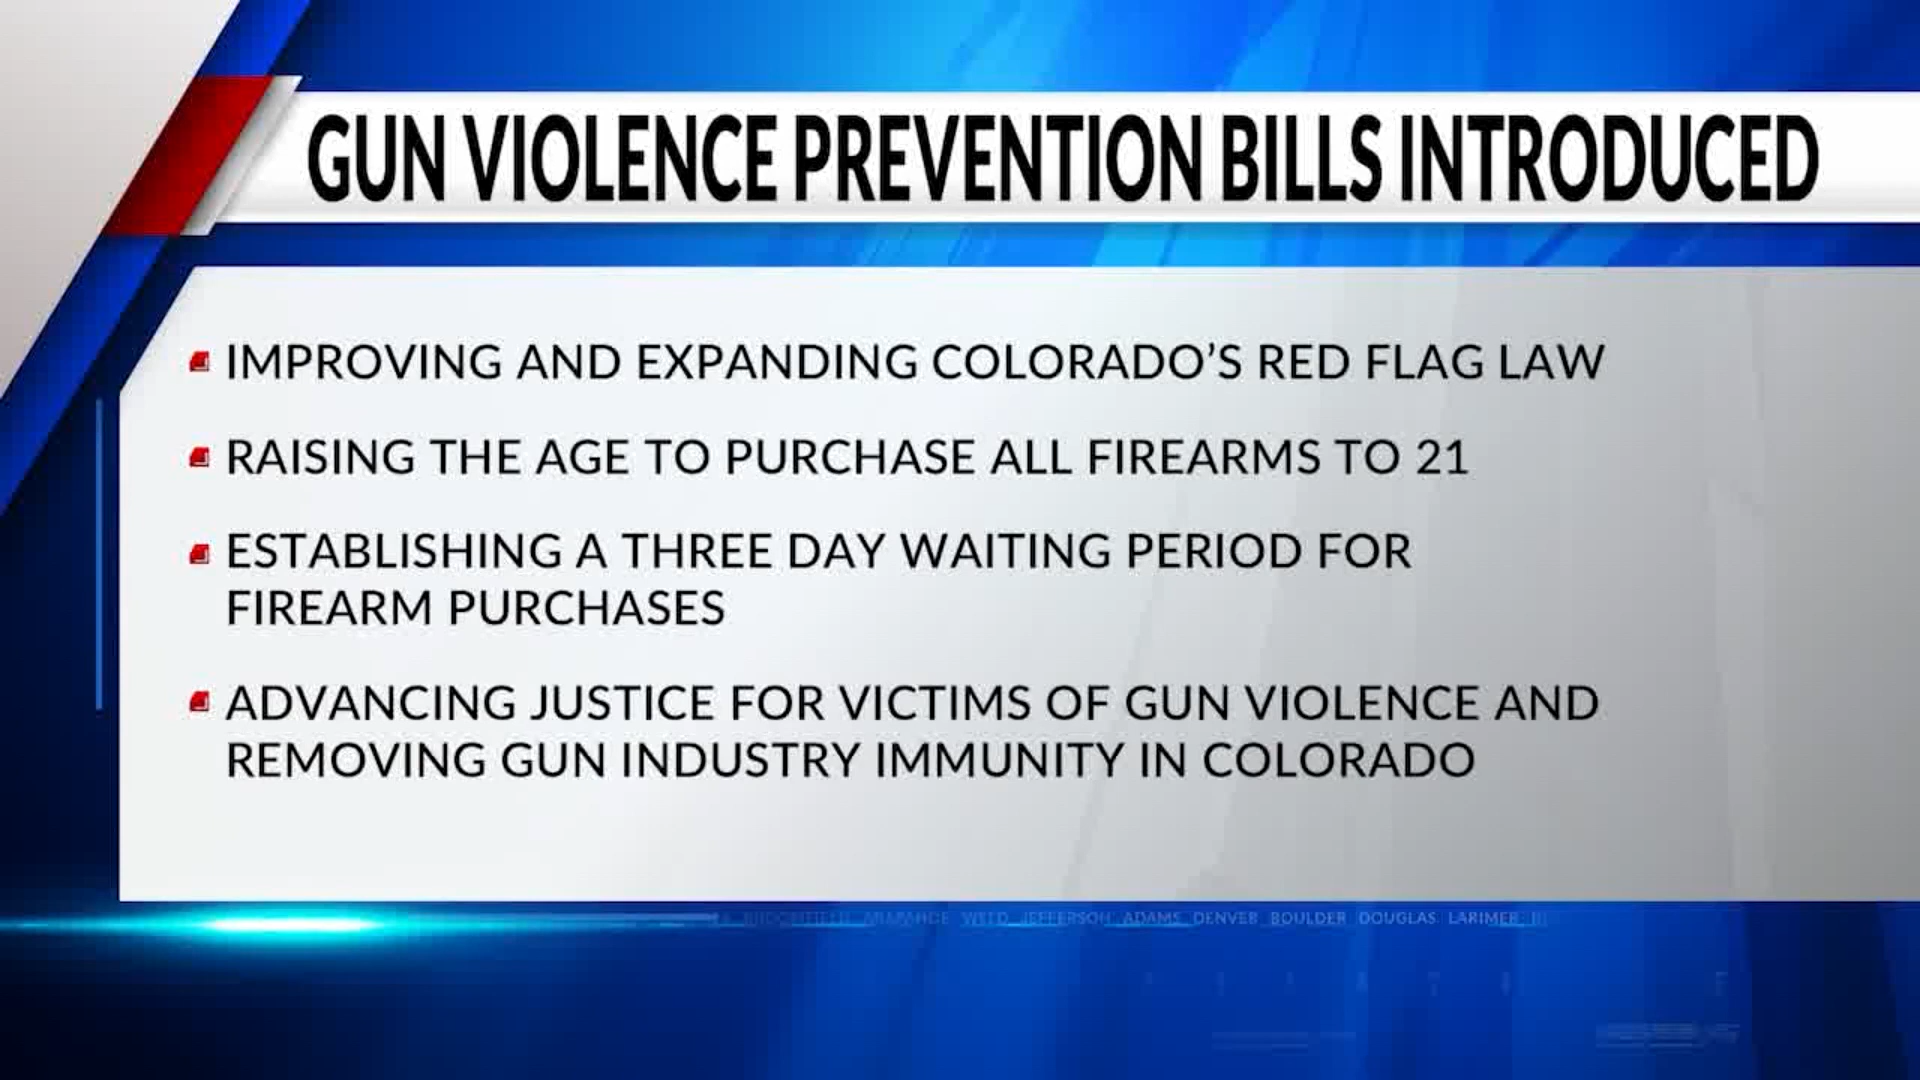 GUN VIOLENCE PREVENTION BILLS INTRODUCED
IMPROVING AND EXPANDING COLORADO'S RED FLAG LAW
RAISING THE AGE TO PURCHASE ALL FIREARMS TO 21
ESTABLISHING A THREE DAY WAITING PERIOD FOR
FIREARM PURCHASES
ADVANCING JUSTICE FOR VICTIMS OF GUN VIOLENCE AND
REMOVING GUN INDUSTRY IMMUNITY IN COLORADO
WELD JEFFERSON ADAMS DENVER BOULDER DOUGLAS LARIMER